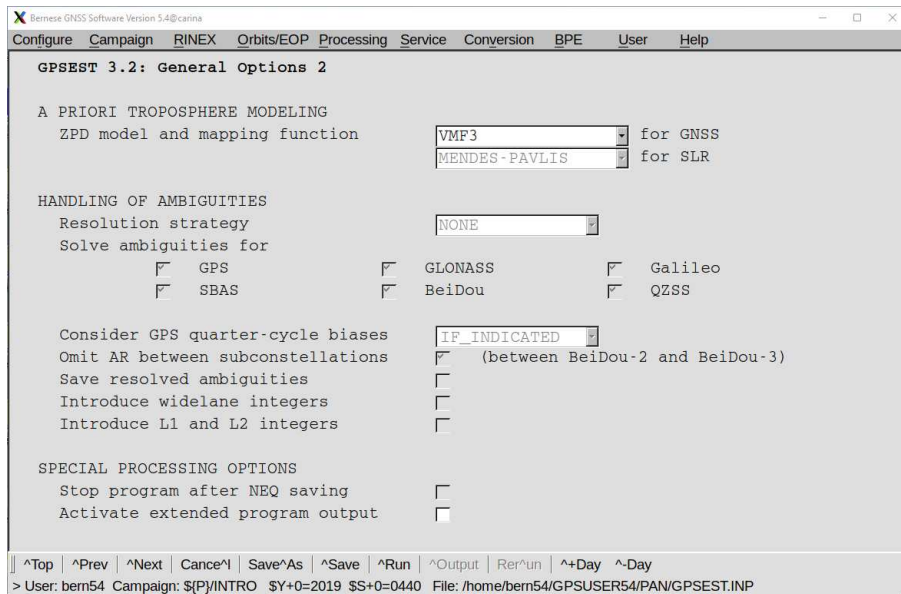 Bernese GNSS Software Version 5.4@carina
Configure Campaign RINEX Orbits/EOP Processing Service Conversion BPE User Help
GPSEST 3.2: General Options 2
A PRIORI TROPOSPHERE MODELING
ZPD model and mapping function VMF3 for GNSS
MENDES-PAVLIS for SLR
HANDLING OF AMBIGUITIES
Resolution strategy NONE
Solve ambiguities for
GPS GLONASS Galileo
SBAS BeiDou QZSS
Consider GPS quarter-cycle biases IF_INDICATED
Omit AR between subconstellations (between BeiDou-2 and BeiDou-3)
Save resolved ambiguities
Introduce widelane integers
Introduce L1 and L2 integers
SPECIAL PROCESSING OPTIONS
Stop program after NEQ saving
Activate extended program output
^Top ^Prev ^Next Cance^l Save^As ^Save ^Run ^Output Rer^un ^+Day ^-Day
> User: bern54 Campaign: ${P}/INTRO $Y+0=2019 $S+0=0440 File: /home/bern54/GPSUSER54/PAN/GPSEST.INP